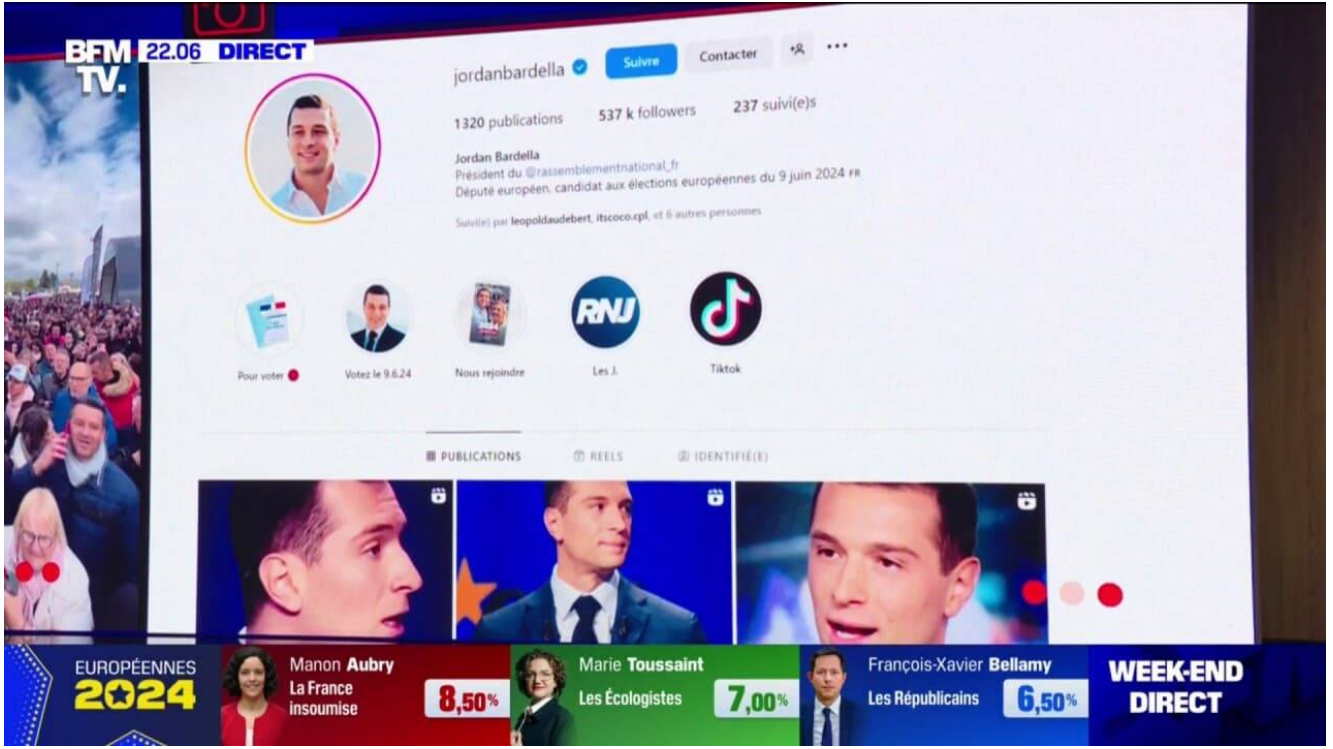 BFM
TV.
22.06 DIRECT
jordanbardella
Suivre
Contacter
1320 publications
537 k followers
237 suivi(e)s
Jordan Bardella
Président du @rassemblementnational_fr
Député européen, candidat aux élections européennes du 9 juin 2024 FR
Suivi(e) par leopoldaudebert, itscoco.cpl, et 6 autres personnes
RNJ
Pour voter
Votez le 9.6.24
Nous rejoindre
Les J.
Tiktok
PUBLICATIONS
REELS
IDENTIFIÉ(E)
EUROPÉENNES
2024
Manon Aubry
La France
insoumise
8,50%
Marie Toussaint
Les Écologistes
7,00%
François-Xavier Bellamy
Les Républicains
6,50%
WEEK-END
DIRECT